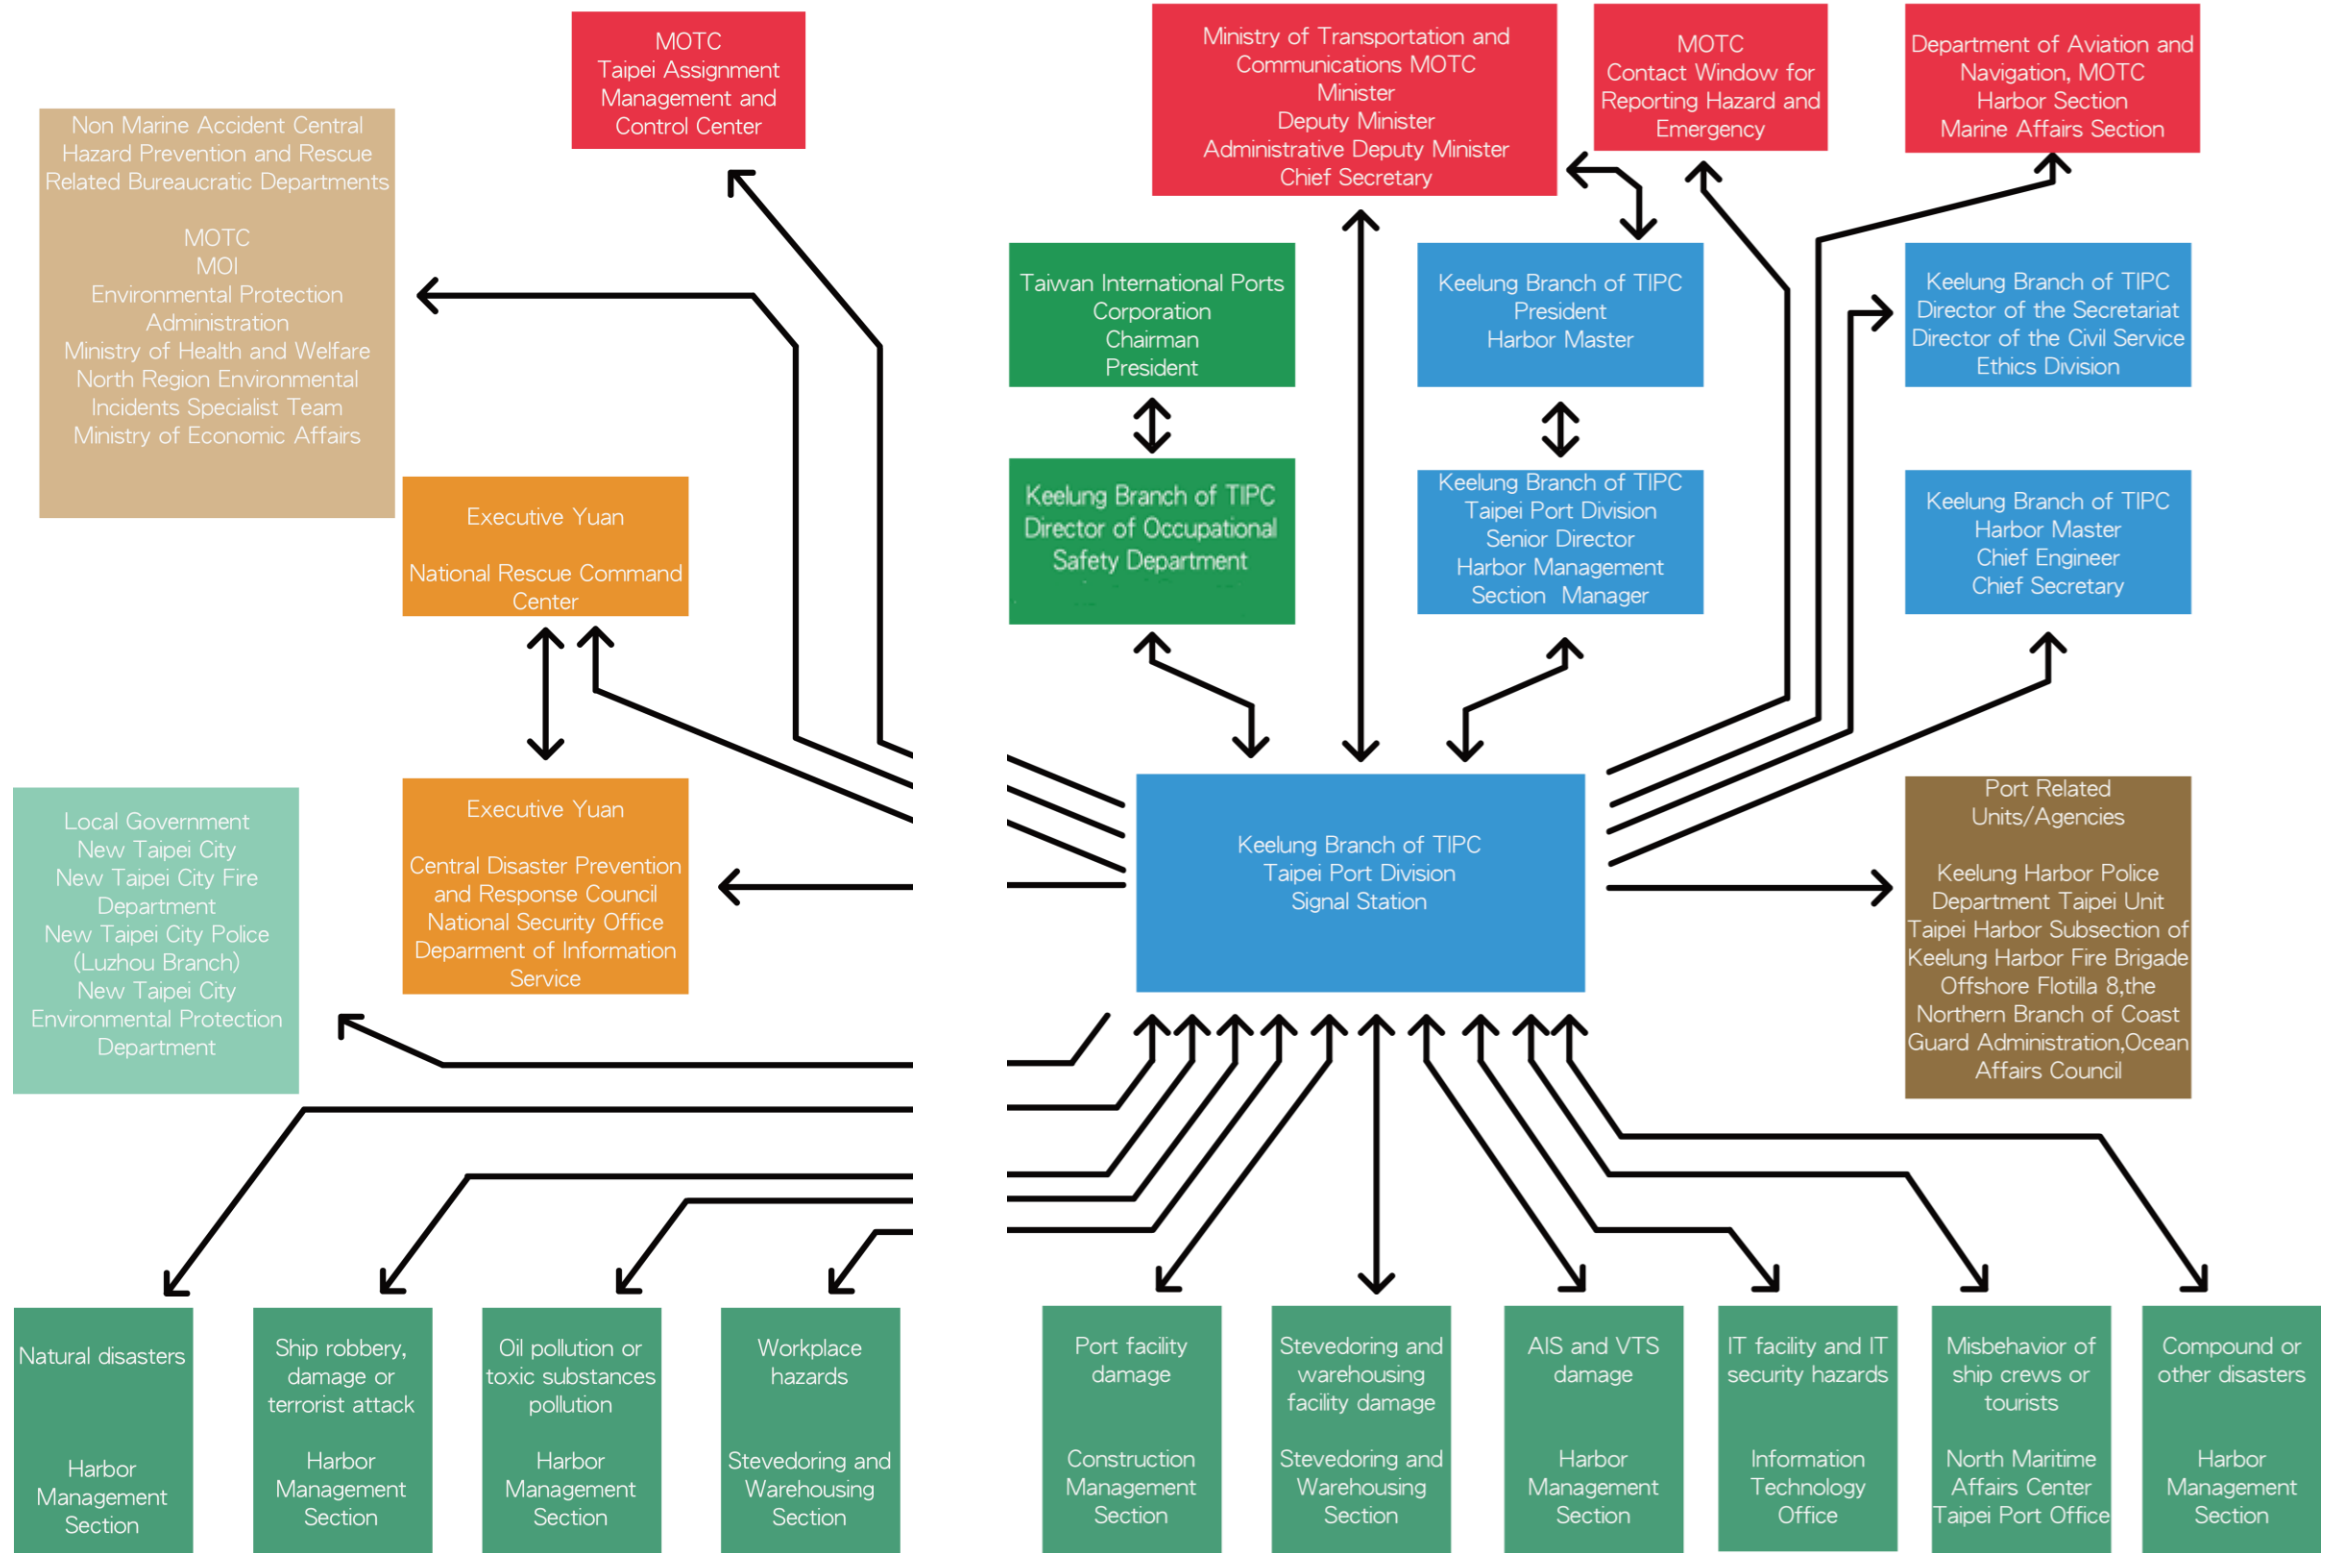 MOTC
Taipei Assignment
Management and
Control Center
Ministry of Transportation and
Communications MOTC
Minister
Deputy Minister
Administrative Deputy Minister
Chief Secretary
MOTC
Contact Window for
Reporting Hazard and
Emergency
Department of Aviation and
Navigation, MOTC
Harbor Section
Marine Affairs Section
Non Marine Accident Central
Hazard Prevention and Rescue
Related Bureaucratic Departments
MOTC
MOI
Environmental Protection
Administration
Ministry of Health and Welfare
North Region Environmental
Incidents Specialist Team
Ministry of Economic Affairs
Taiwan International Ports
Corporation
Chairman
President
Keelung Branch of TIPC
President
Harbor Master
Keelung Branch of TIPC
Director of the Secretariat
Director of the Civil Service
Ethics Division
Executive Yuan
National Rescue Command
Center
Keelung Branch of TIPC
Director of Occupational
Safety Department
Keelung Branch of TIPC
Taipei Port Division
Senior Director
Harbor Management
Section Manager
Keelung Branch of TIPC
Harbor Master
Chief Engineer
Chief Secretary
Local Government
New Taipei City
New Taipei City Fire
Department
New Taipei City Police
(Luzhou Branch)
New Taipei City
Environmental Protection
Department
Executive Yuan
Central Disaster Prevention
and Response Council
National Security Office
Department of Information
Service
Keelung Branch of TIPC
Taipei Port Division
Signal Station
Port Related
Units/Agencies
Keelung Harbor Police
Department Taipei Unit
Taipei Harbor Subsection of
Keelung Harbor Fire Brigade
Offshore Flotilla 8,the
Northern Branch of Coast
Guard Administration,Ocean
Affairs Council
Natural disasters
Harbor
Management
Section
Ship robbery,
damage or
terrorist attack
Harbor
Management
Section
Oil pollution or
toxic substances
pollution
Harbor
Management
Section
Workplace
hazards
Stevedoring and
Warehousing
Section
Port facility
damage
Construction
Management
Section
Stevedoring and
warehousing
facility damage
Stevedoring and
Warehousing
Section
AIS and VTS
damage
Harbor
Management
Section
IT facility and IT
security hazards
Information
Technology
Office
Misbehavior of
ship crews or
tourists
North Maritime
Affairs Center
Taipei Port Office
Compound or
other disasters
Harbor
Management
Section